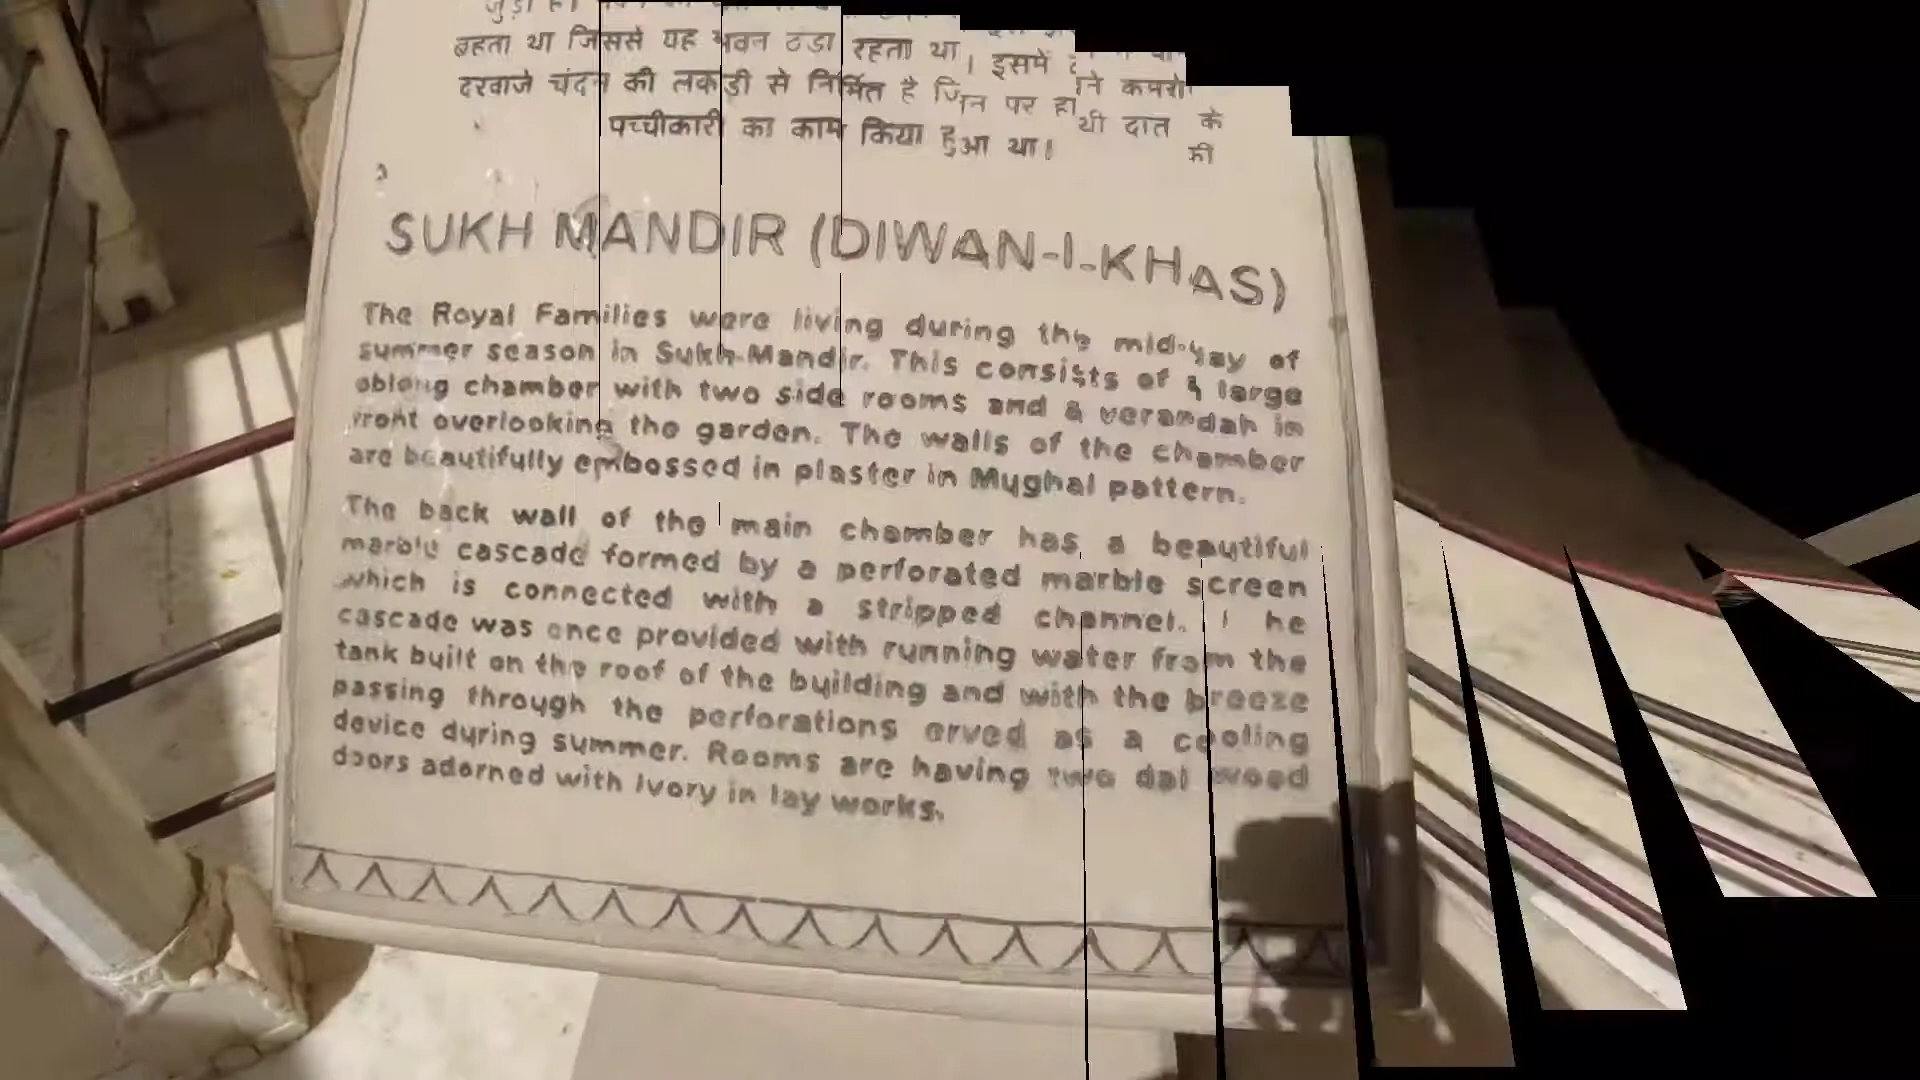 बहता था जिससे यह भवन ठंडा रहता था। इसमें
दरवाजे चंदन की लकड़ी से निर्मित है जिन पर हाथी दांत के
पच्चीकारी का काम किया हुआ था।
SUKH MANDIR (DIWAN-I-KHAS)
The Royal Families were living during the of
summer season in Sukh-Mandir. This consists of a large
oblong chamber with two side rooms and a verandah in
front overlooking the garden. The walls of the chamber
are beautifully embossed in plaster in Mughal pattern.
The back wall of the main chamber has a beautiful
marble cascade formed by a perforated marble screen
which is connected with a stripped channel. he
cascade was once provided with running water from the
tank built on the roof of the building and with the breeze
passing through the perforations erved as a cooling
device during summer. Rooms are having two dal wood
doors adorned with Ivory in lay works.